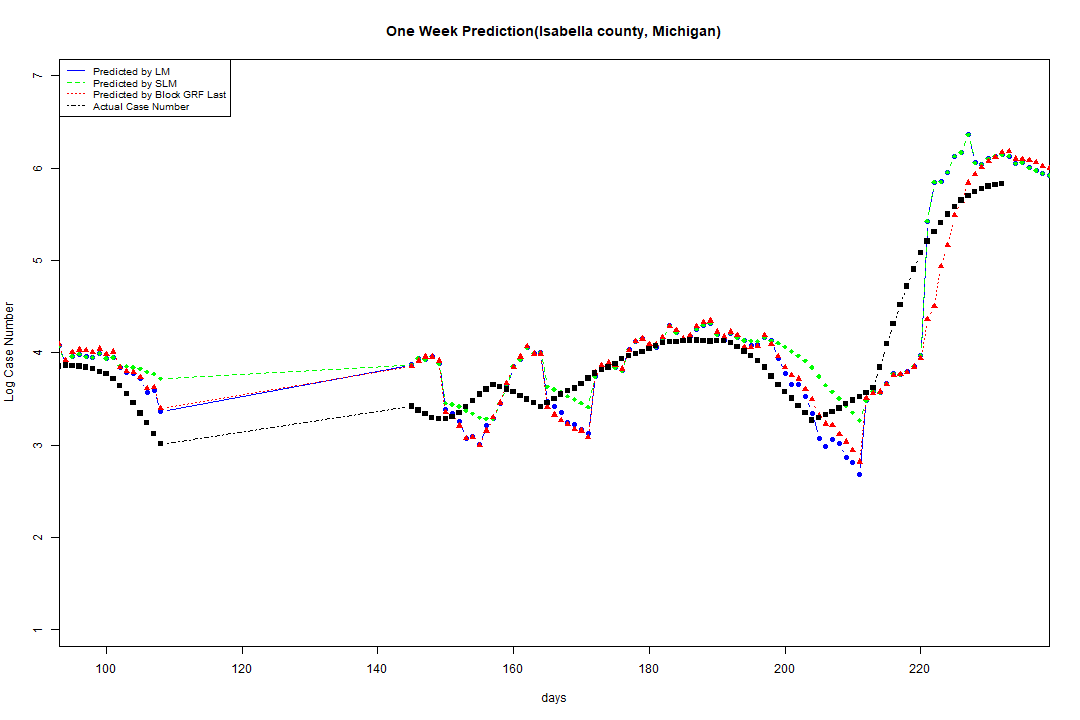 One Week Prediction(Isabella county, Michigan)
Predicted by LM
Predicted by SLM
Predicted by Block GRF Last
Actual Case Number
7
6
5
4
3
2
1
Log Case Number
100 120 140 160 180 200 220
days